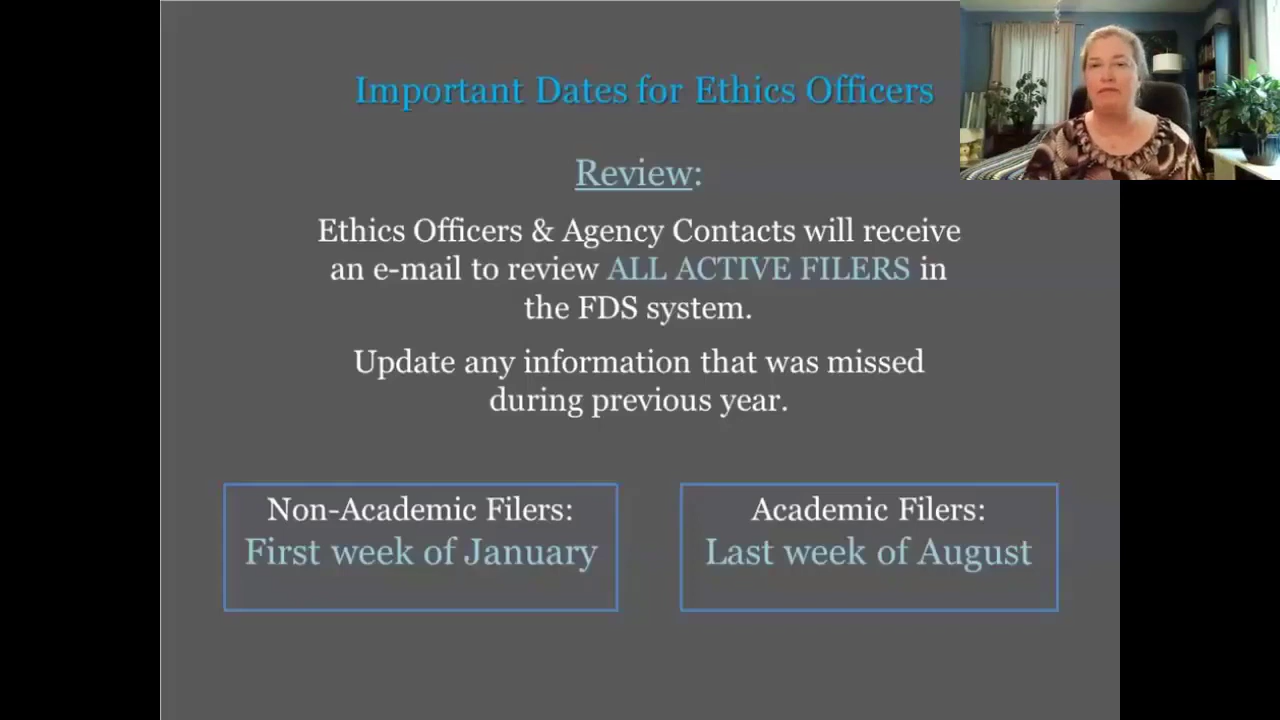 Important Dates for Ethics Officers
Review:
Ethics Officers & Agency Contacts will receive
an e-mail to review ALL ACTIVE FILERS in
the FDS system.
Update any information that was missed
during previous year.
Non-Academic Filers:
First week of January
Academic Filers:
Last week of August